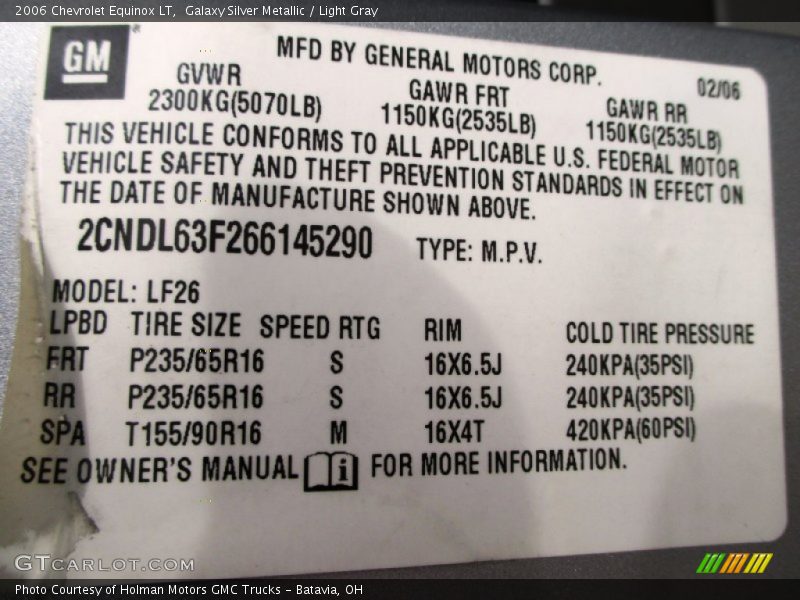 2006 Chevrolet Equinox LT,  Galaxy Silver Metallic / Light Gray
GM
MFD BY GENERAL MOTORS CORP.
02/06
GVWR GAWR FRT GAWR RR
2300KG(5070LB) 1150KG(2535LB) 1150KG(2535LB)
THIS VEHICLE CONFORMS TO ALL APPLICABLE U.S. FEDERAL MOTOR
VEHICLE SAFETY AND THEFT PREVENTION STANDARDS IN EFFECT ON
THE DATE OF MANUFACTURE SHOWN ABOVE.
2CNDL63F266145290 TYPE: M.P.V.
MODEL: LF26
LPBD TIRE SIZE SPEED RTG RIM COLD TIRE PRESSURE
FRT P235/65R16 S 16X6.5J 240KPA(35PSI)
RR P235/65R16 S 16X6.5J 240KPA(35PSI)
SPA T155/90R16 M 16X4T 420KPA(60PSI)
SEE OWNER'S MANUAL i FOR MORE INFORMATION.
GTCARLOT.COM
Photo Courtesy of Holman Motors GMC Trucks - Batavia, OH